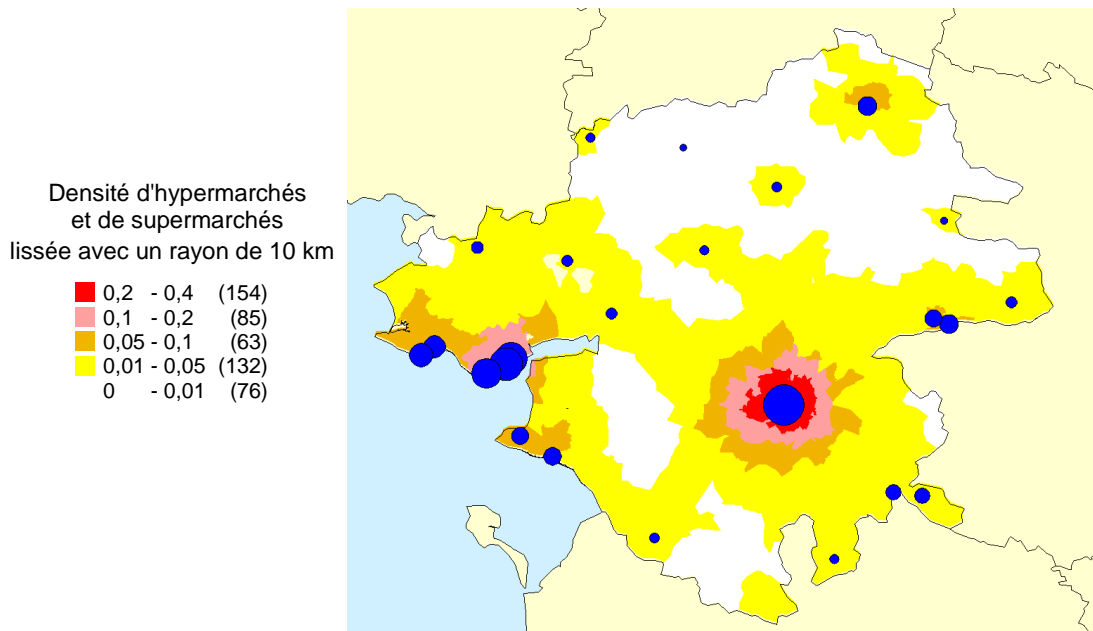 Densité d'hypermarchés
et de supermarchés
lissée avec un rayon de 10 km
0,2 - 0,4 (154)
0,1 - 0,2 (85)
0,05 - 0,1 (63)
0,01 - 0,05 (132)
0 - 0,01 (76)